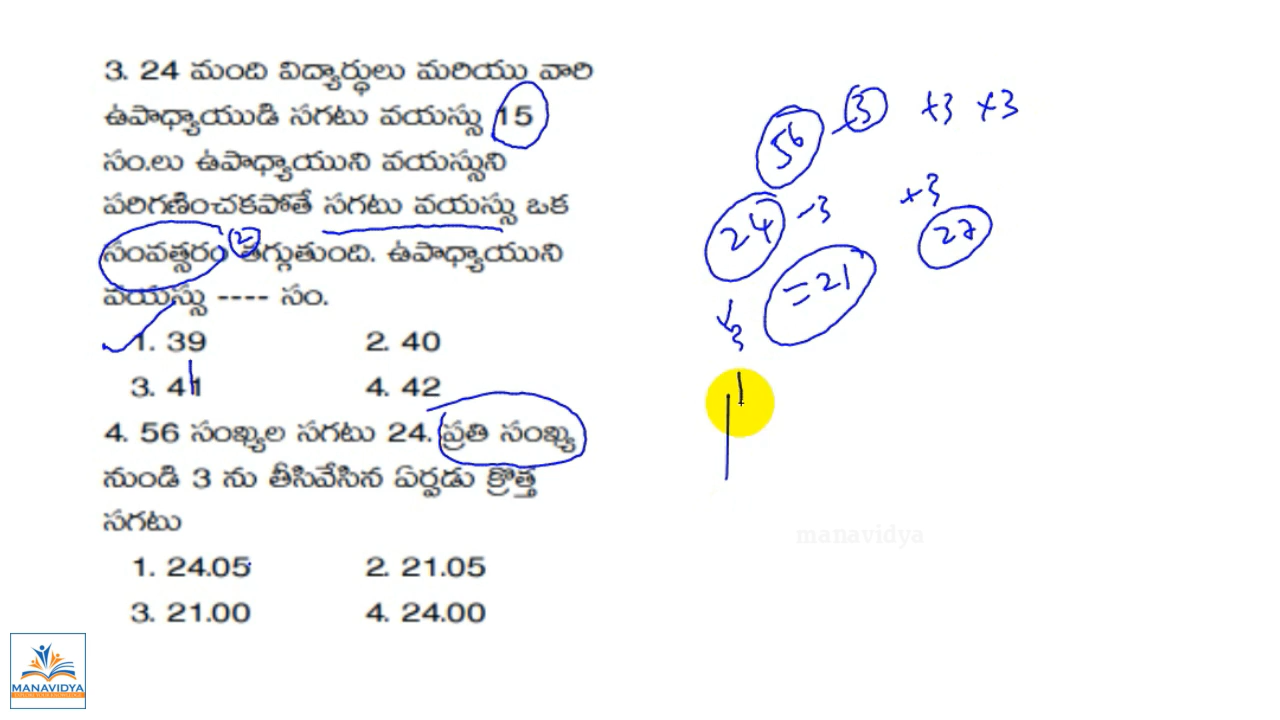 3. 24 మంది విద్యార్థులు మరియు వారి
ఉపాధ్యాయుడి సగటు వయస్సు 15
సం.లు ఉపాధ్యాయుని వయస్సుని
పరిగణించకపోతే సగటు వయస్సు ఒక
సంవత్సరం తగ్గుతుంది. ఉపాధ్యాయుని
వయస్సు ---- సం.
1. 39 2. 40
3. 41 4. 42
4. 56 సంఖ్యల సగటు 24. ప్రతి సంఖ్య
నుండి 3 ను తీసివేసిన ఏర్పడు క్రొత్త
సగటు
1. 24.05 2. 21.05
3. 21.00 4. 24.00
56 - 3 +3 +3
24 -3 +3
= 21 27
manavidya
MANAVIDYA